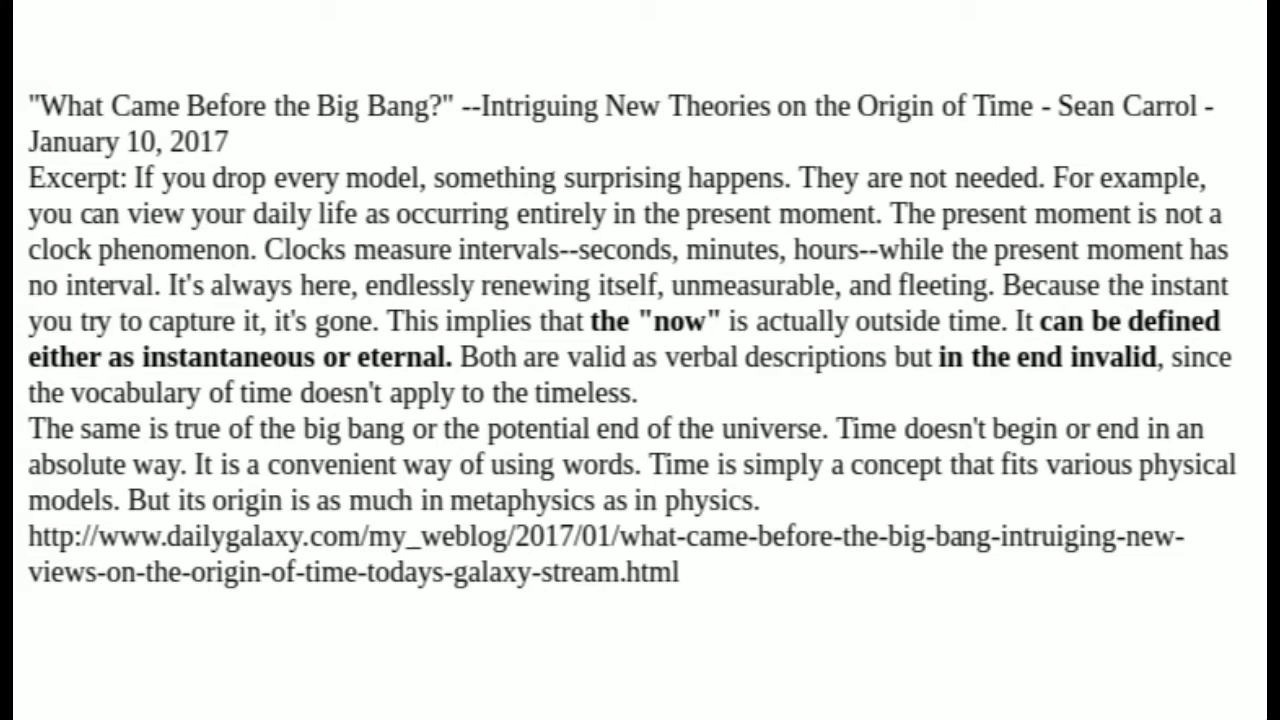 "What Came Before the Big Bang?" --Intriguing New Theories on the Origin of Time - Sean Carrol -
January 10, 2017
Excerpt: If you drop every model, something surprising happens. They are not needed. For example,
you can view your daily life as occurring entirely in the present moment. The present moment is not a
clock phenomenon. Clocks measure intervals--seconds, minutes, hours--while the present moment has
no interval. It's always here, endlessly renewing itself, unmeasurable, and fleeting. Because the instant
you try to capture it, it's gone. This implies that the "now" is actually outside time. It can be defined
either as instantaneous or eternal. Both are valid as verbal descriptions but in the end invalid, since
the vocabulary of time doesn't apply to the timeless.
The same is true of the big bang or the potential end of the universe. Time doesn't begin or end in an
absolute way. It is a convenient way of using words. Time is simply a concept that fits various physical
models. But its origin is as much in metaphysics as in physics.
http://www.dailygalaxy.com/my_weblog/2017/01/what-came-before-the-big-bang-intruiging-new-
views-on-the-origin-of-time-todays-galaxy-stream.html